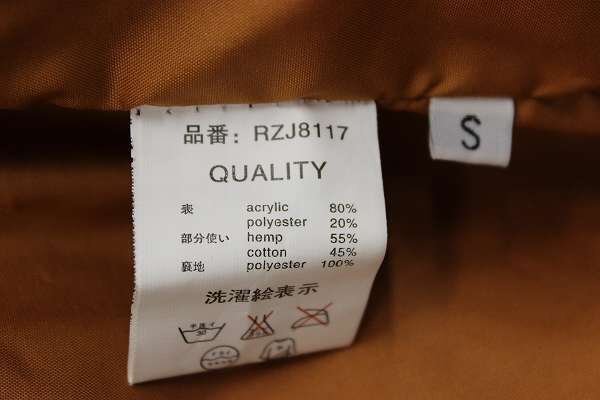 品番: RZJ8117
S
QUALITY
表 acrylic 80%
polyester 20%
部分使い hemp 55%
cotton 45%
裏地 polyester 100%
洗濯絵表示